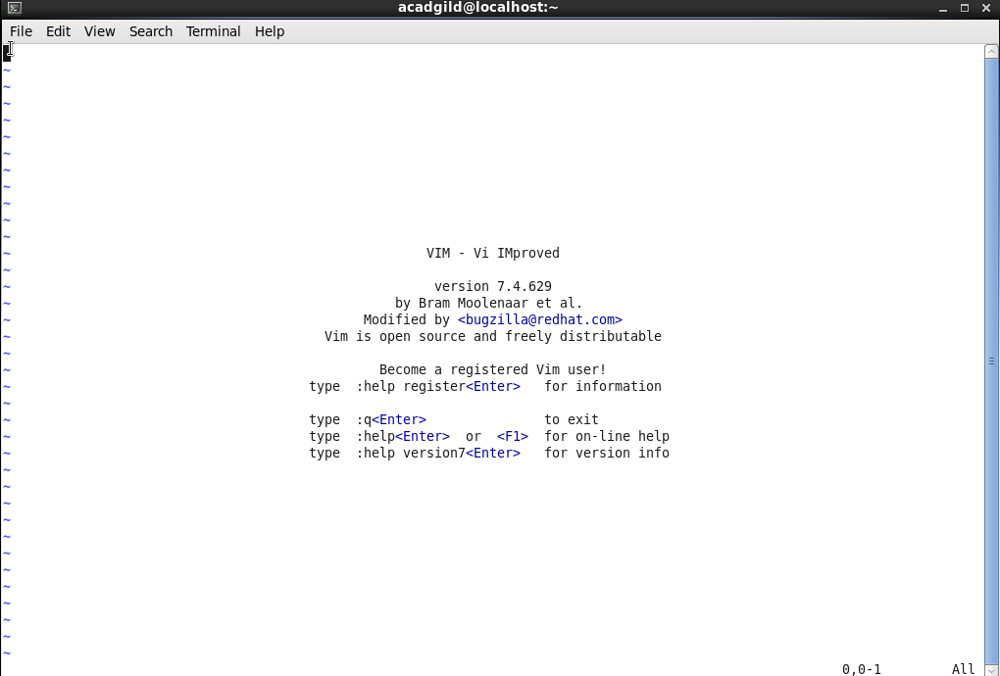 acadgild@localhost:~
File Edit View Search Terminal Help
~
~
~
~
~
~
~
~
~
~
~
VIM - Vi IMproved
~
~ version 7.4.629
~ by Bram Moolenaar et al.
~ Modified by <bugzilla@redhat.com>
~ Vim is open source and freely distributable
~
~ Become a registered Vim user!
~ type :help register<Enter> for information
~
~ type :q<Enter> to exit
~ type :help<Enter> or <F1> for on-line help
~ type :help version7<Enter> for version info
~
~
~
~
~
~
~
~
~
~
~
~
0,0-1 All